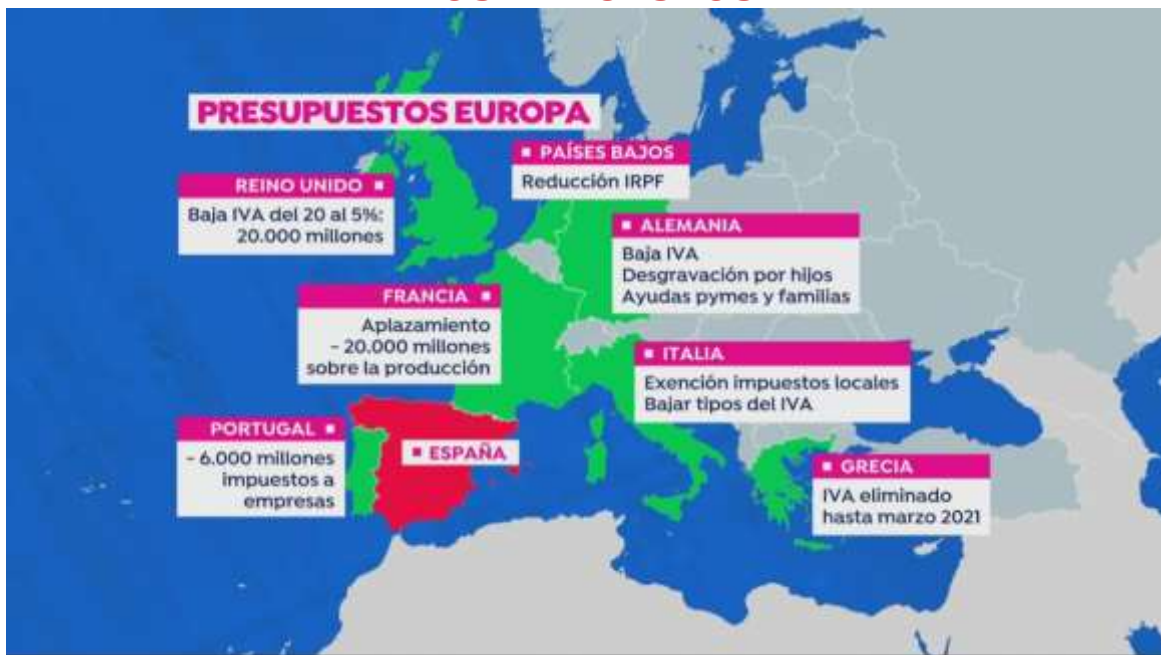 PRESUPUESTOS EUROPA
PAÍSES BAJOS
Reducción IRPF
REINO UNIDO
Baja IVA del 20 al 5%:
20.000 millones
ALEMANIA
Baja IVA
Desgravación por hijos
Ayudas pymes y familias
FRANCIA
Aplazamiento
- 20.000 millones
sobre la producción
ITALIA
Exención impuestos locales
Bajar tipos del IVA
PORTUGAL
- 6.000 millones
impuestos a
empresas
ESPAÑA
GRECIA
IVA eliminado
hasta marzo 2021